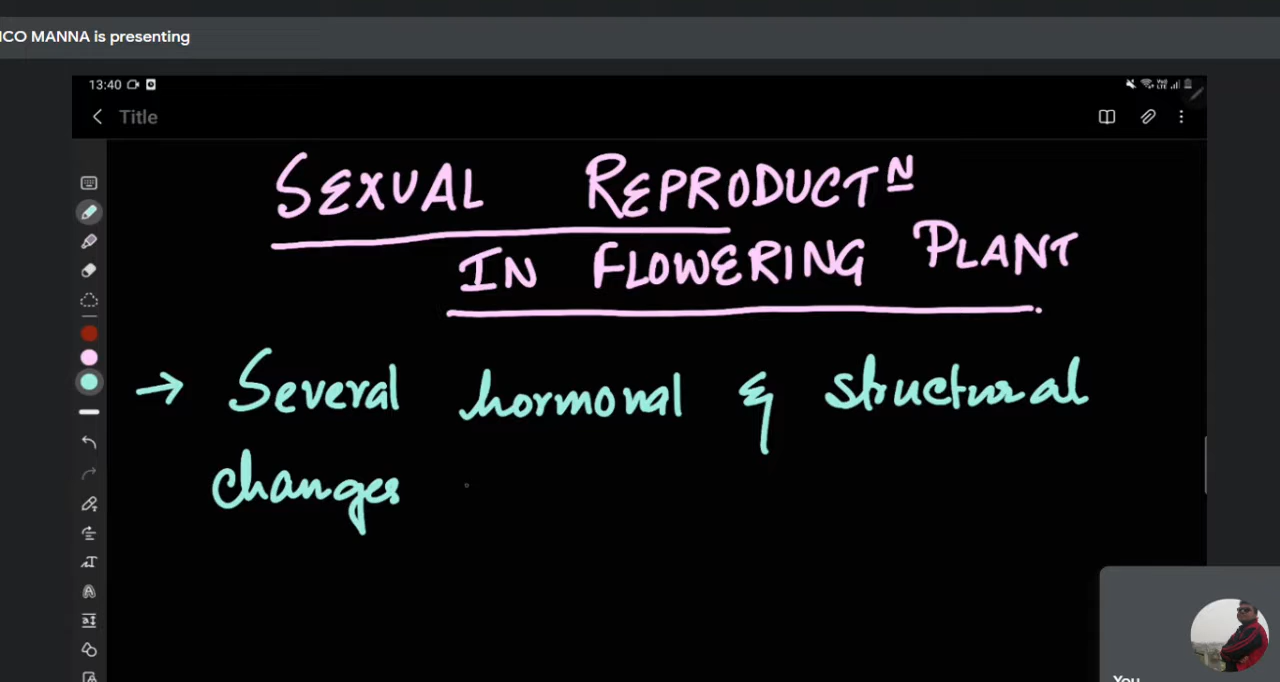 ICO MANNA is presenting
13:40
Title
SEXUAL REPRODUCTN
IN FLOWERING PLANT
→ Several hormonal & structural
changes
You